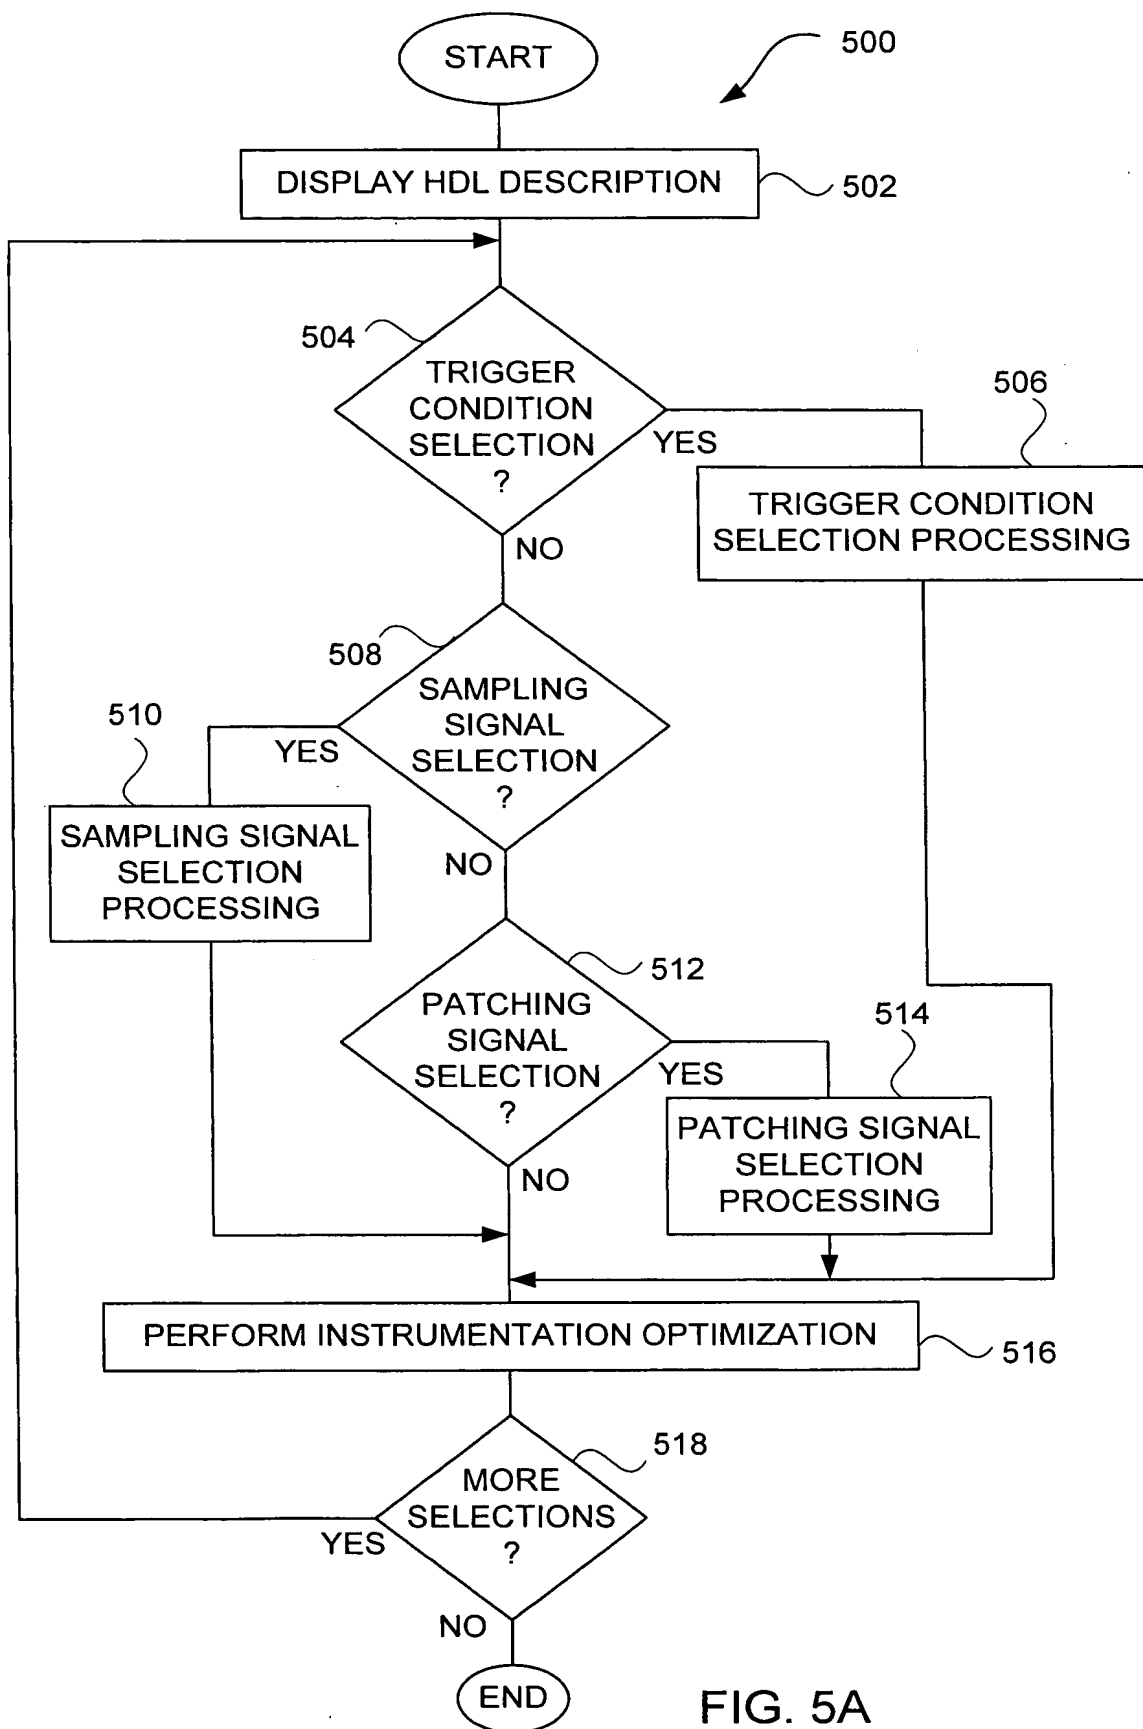 START
500
DISPLAY HDL DESCRIPTION
502
504
TRIGGER
CONDITION
SELECTION
?
YES
NO
506
TRIGGER CONDITION
SELECTION PROCESSING
508
SAMPLING
SIGNAL
SELECTION
?
YES
NO
510
SAMPLING SIGNAL
SELECTION
PROCESSING
512
PATCHING
SIGNAL
SELECTION
?
YES
NO
514
PATCHING SIGNAL
SELECTION
PROCESSING
PERFORM INSTRUMENTATION OPTIMIZATION
516
518
MORE
SELECTIONS
?
YES
NO
END
FIG. 5A